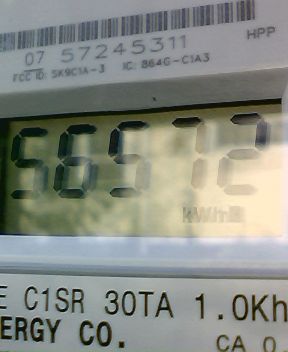 HPP
07 57245311
FCC ID: SK9C1A-3 IC: 864G-C1A3
56572
E C1SR 30TA 1.0Kh
ERGY CO. CA 0.